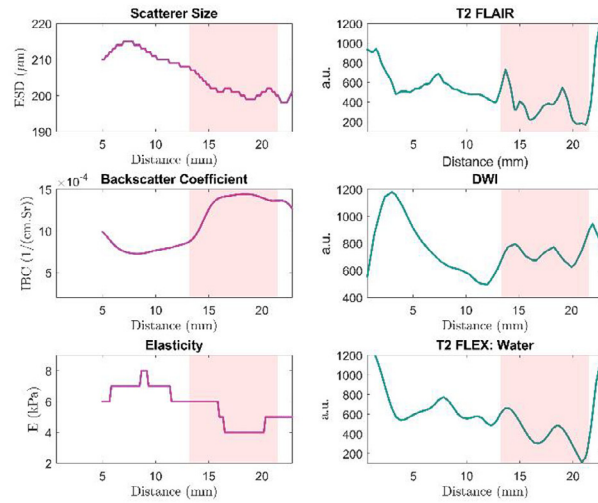 Scatterer Size
220
210
200
190
ESD (μm)
5 10 15 20
Distance (mm)
T2 FLAIR
1200
1000
800
600
400
200
a.u.
5 10 15 20
Distance (mm)
Backscatter Coefficient
×10⁻⁴
15
10
5
IBC (1/(cm.Sr))
5 10 15 20
Distance (mm)
DWI
1200
1000
800
600
400
a.u.
5 10 15 20
Distance (mm)
Elasticity
8
6
4
2
E (kPa)
5 10 15 20
Distance (mm)
T2 FLEX: Water
1200
1000
800
600
400
200
a.u.
5 10 15 20
Distance (mm)